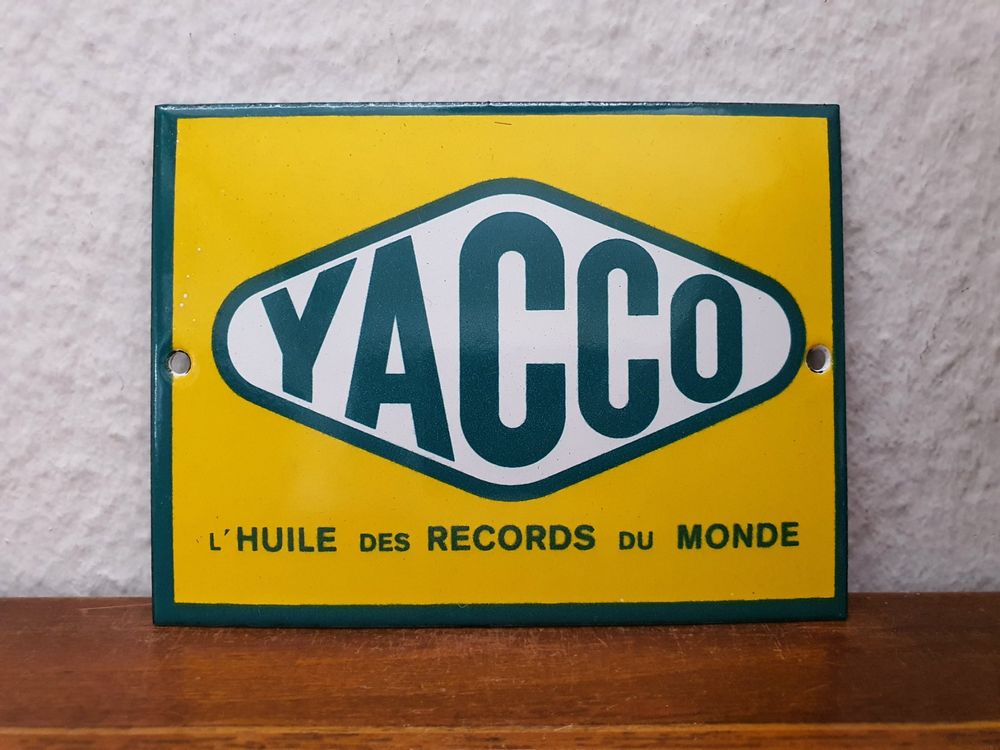 YACCO
L'HUILE DES RECORDS DU MONDE